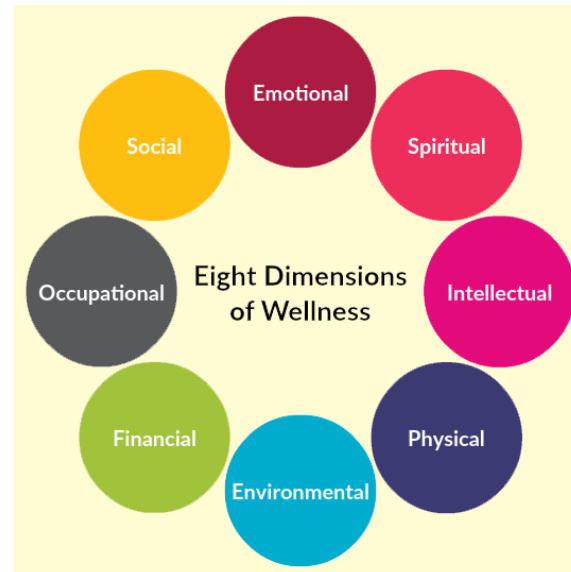 Emotional
Social
Spiritual
Occupational
Eight Dimensions
of Wellness
Intellectual
Financial
Physical
Environmental